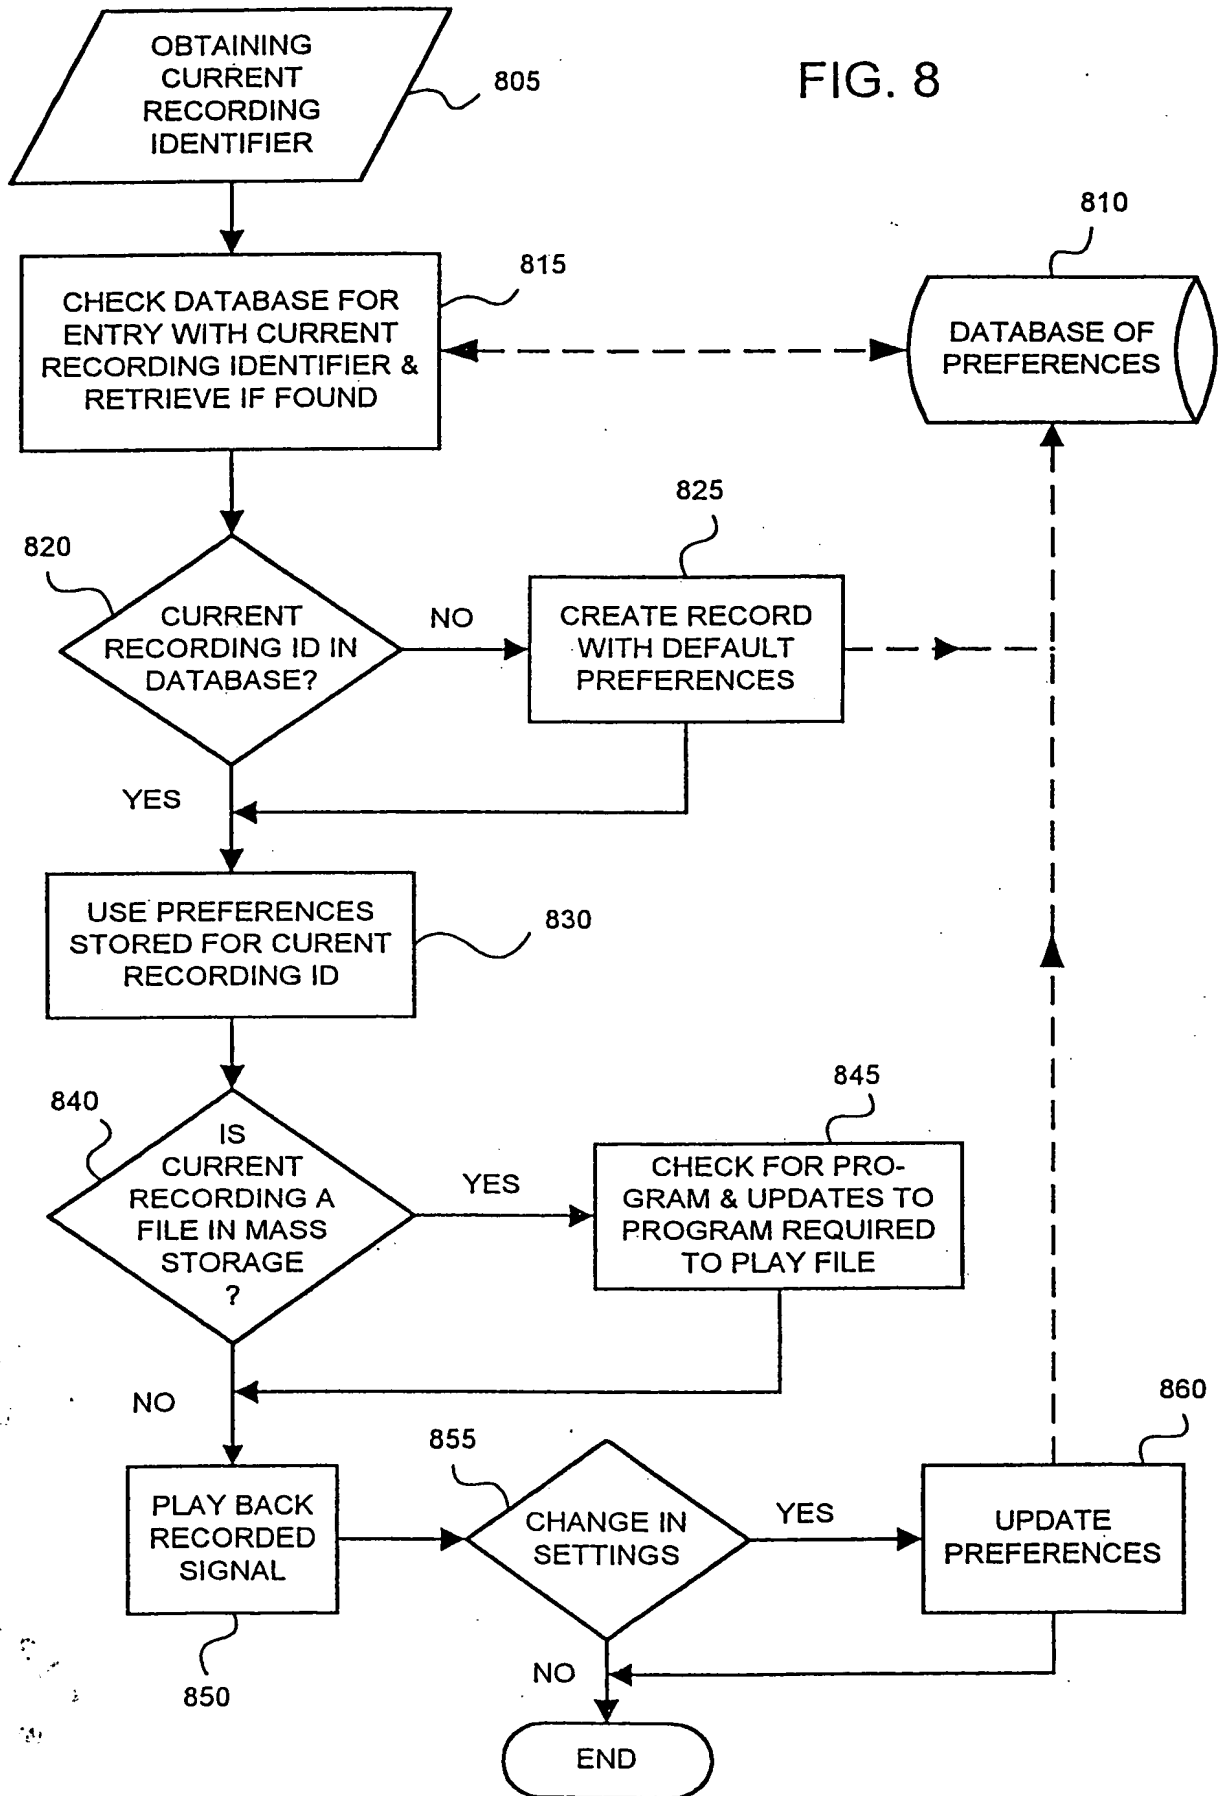 OBTAINING
CURRENT
RECORDING
IDENTIFIER
805
FIG. 8
810
815
CHECK DATABASE FOR
ENTRY WITH CURRENT
RECORDING IDENTIFIER &
RETRIEVE IF FOUND
DATABASE OF
PREFERENCES
825
820
CURRENT
RECORDING ID IN
DATABASE?
NO
CREATE RECORD
WITH DEFAULT
PREFERENCES
YES
USE PREFERENCES
STORED FOR CURENT
RECORDING ID
830
845
840
IS
CURRENT
RECORDING A
FILE IN MASS
STORAGE
?
YES
CHECK FOR PRO-
GRAM & UPDATES TO
PROGRAM REQUIRED
TO PLAY FILE
NO
860
855
PLAY BACK
RECORDED
SIGNAL
CHANGE IN
SETTINGS
YES
UPDATE
PREFERENCES
850
NO
END